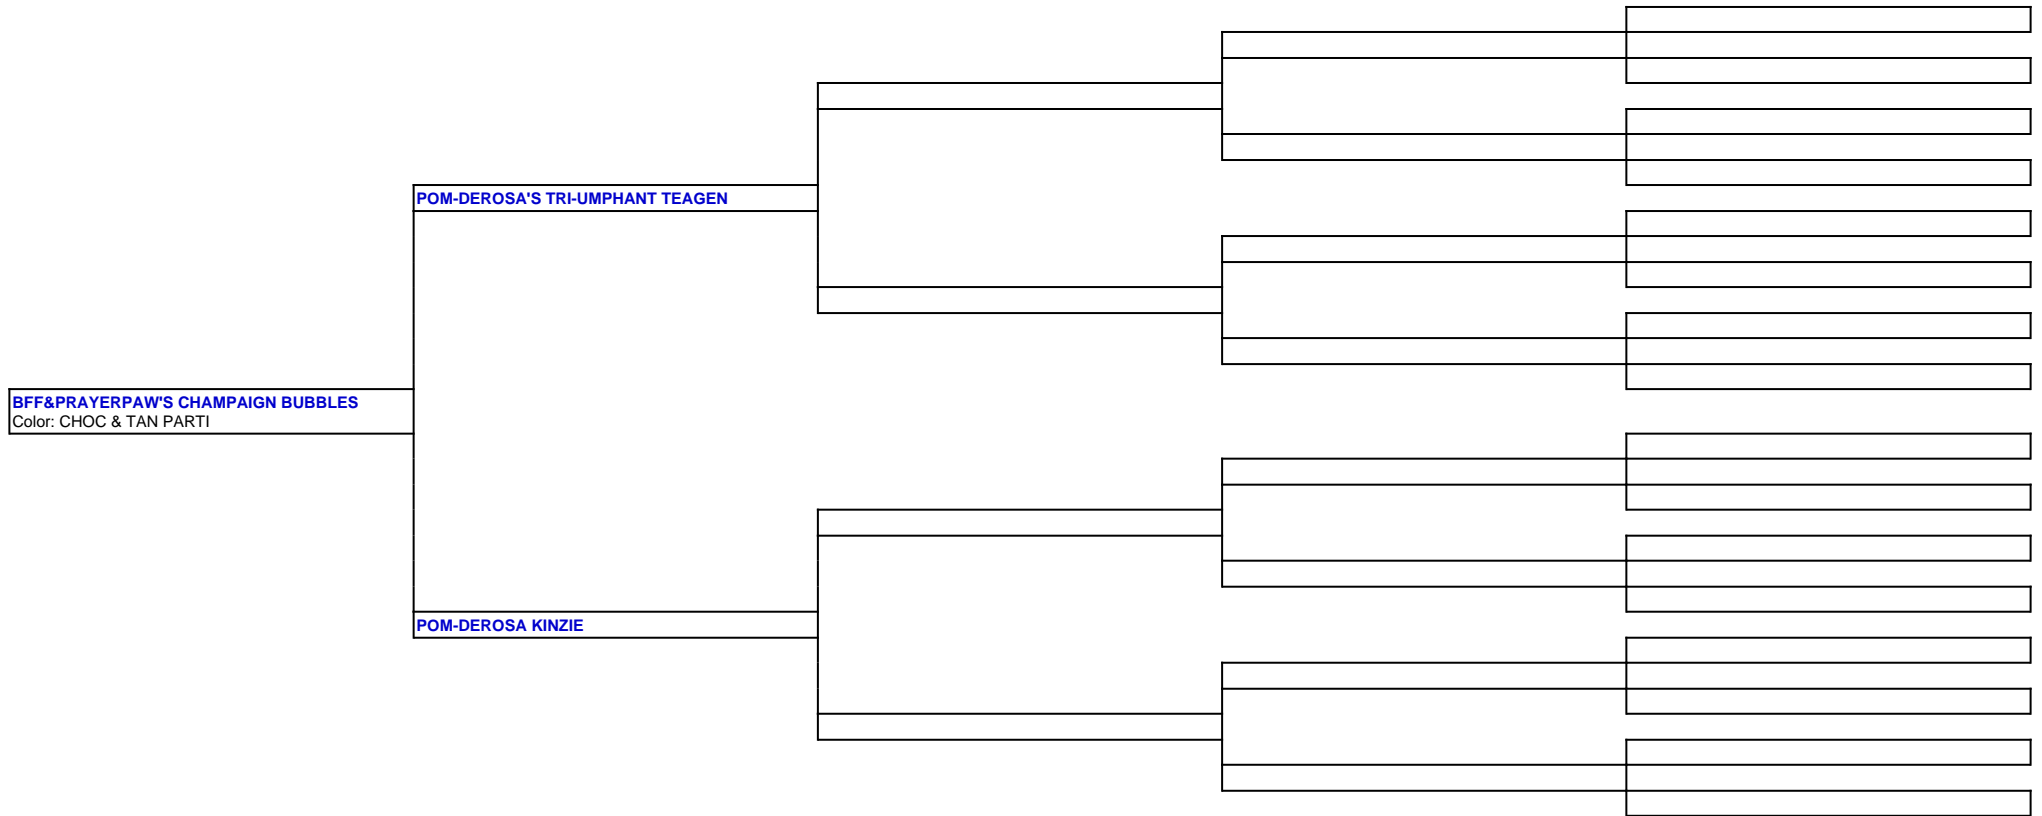 POM-DEROSA'S TRI-UMPHANT TEAGEN
BFF&PRAYERPAW'S CHAMPAIGN BUBBLES
Color: CHOC & TAN PARTI
POM-DEROSA KINZIE